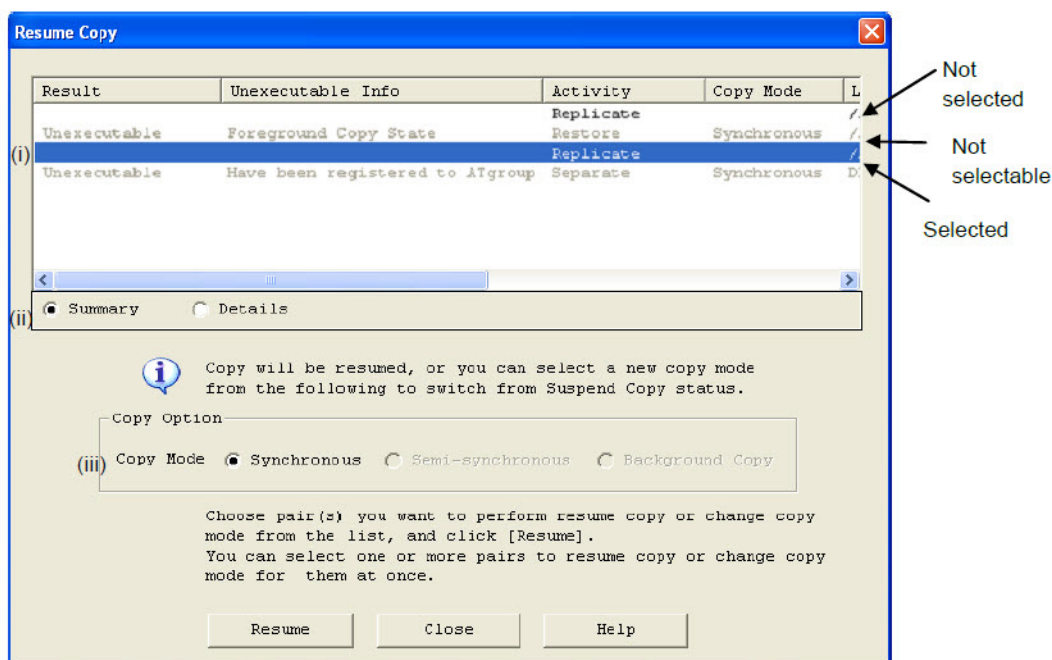 Resume Copy
Result Unexecutable Info Activity Copy Mode L
Replicate /.
Unexecutable Foreground Copy State Restore Synchronous /.
Replicate /.
Unexecutable Have been registered to ATgroup Separate Synchronous D
(i)
Not
selected
Not
selectable
Selected
(ii)
Summary Details
Copy will be resumed, or you can select a new copy mode
from the following to switch from Suspend Copy status.
Copy Option
(iii) Copy Mode Synchronous Semi-synchronous Background Copy
Choose pair(s) you want to perform resume copy or change copy
mode from the list, and click [Resume].
You can select one or more pairs to resume copy or change copy
mode for them at once.
Resume Close Help